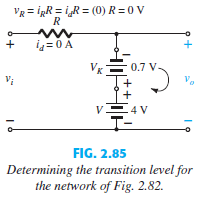 v_R = i_R R = i_d R = (0) R = 0 V
R
+ i_d = 0 A − +
V_K 0.7 V
v_i + v_o
+
V 4 V
− − −
FIG. 2.85
Determining the transition level for
the network of Fig. 2.82.